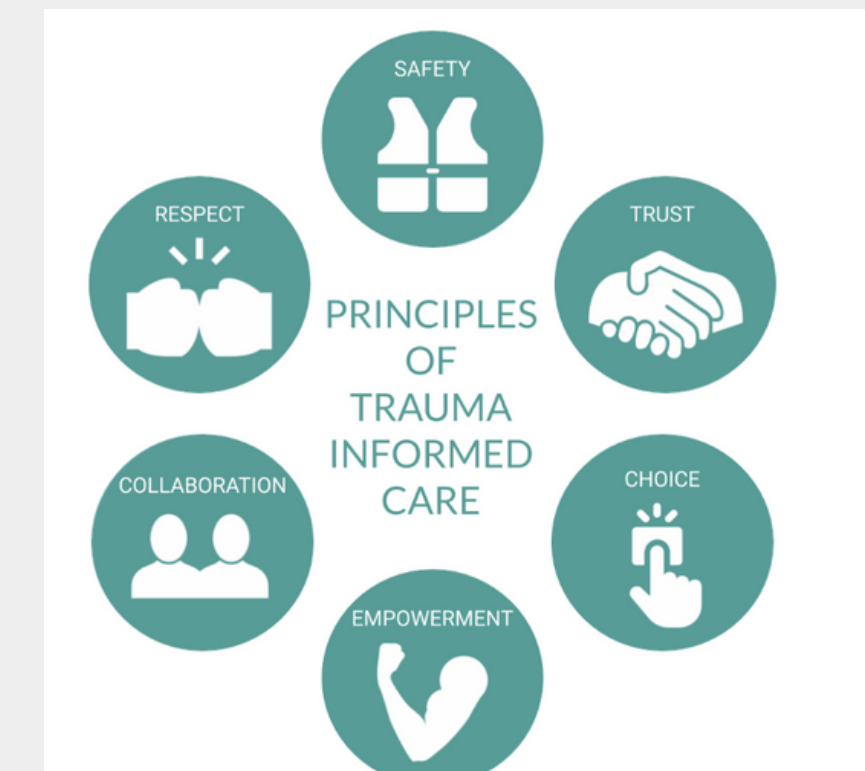 SAFETY
RESPECT
TRUST
PRINCIPLES
OF
TRAUMA
INFORMED
CARE
COLLABORATION
CHOICE
EMPOWERMENT